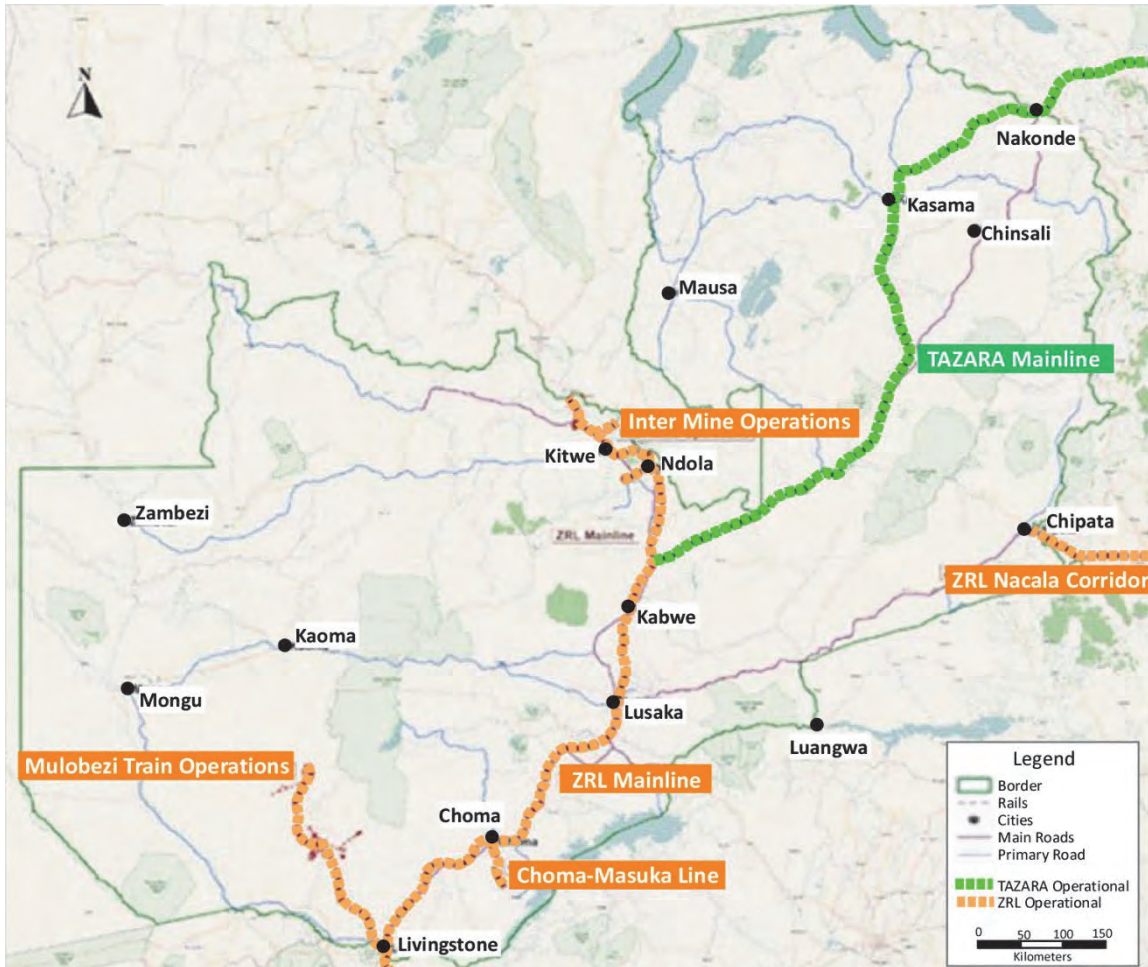 N
Nakonde
Kasama
Chinsali
Mausa
TAZARA Mainline
Inter Mine Operations
Kitwe
Ndola
Zambezi
ZRL Mainline
Chipata
ZRL Nacala Corridor
Kabwe
Kaoma
Mongu
Lusaka
Luangwa
Mulobezi Train Operations
ZRL Mainline
Choma
Choma-Masuka Line
Livingstone
Legend
Border
Rails
Cities
Main Roads
Primary Road
TAZARA Operational
ZRL Operational
0 50 100 150
Kilometers